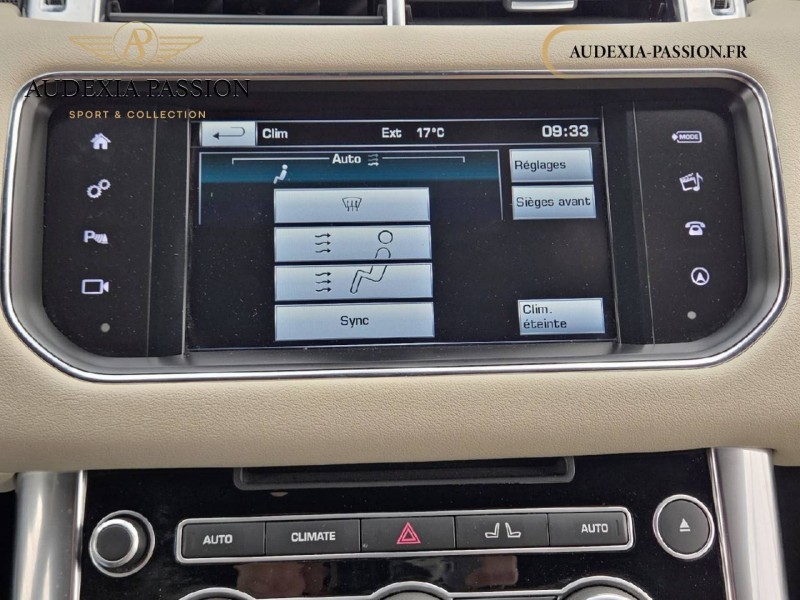 AUDEXIA PASSION
SPORT & COLLECTION
AUDEXIA-PASSION.FR
Clim Ext 17°C 09:33
Auto
Réglages
Sièges avant
Sync
Clim.
éteinte
MODE
AUTO CLIMATE AUTO